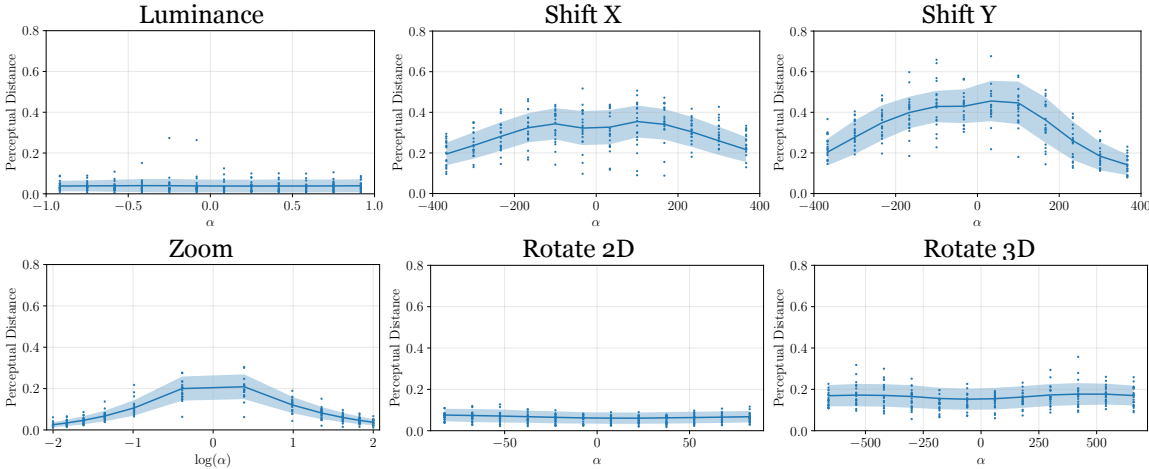 Luminance
Shift X
Shift Y
Perceptual Distance
0.8
0.6
0.4
0.2
0.0
−1.0 −0.5 0.0 0.5 1.0
α
Perceptual Distance
0.8
0.6
0.4
0.2
0.0
−400 −200 0 200 400
α
Perceptual Distance
0.8
0.6
0.4
0.2
0.0
−400 −200 0 200 400
α
Zoom
Rotate 2D
Rotate 3D
Perceptual Distance
0.8
0.6
0.4
0.2
0.0
−2 −1 0 1 2
log(α)
Perceptual Distance
0.8
0.6
0.4
0.2
0.0
−50 0 50
α
Perceptual Distance
0.8
0.6
0.4
0.2
0.0
−500 −250 0 250 500
α